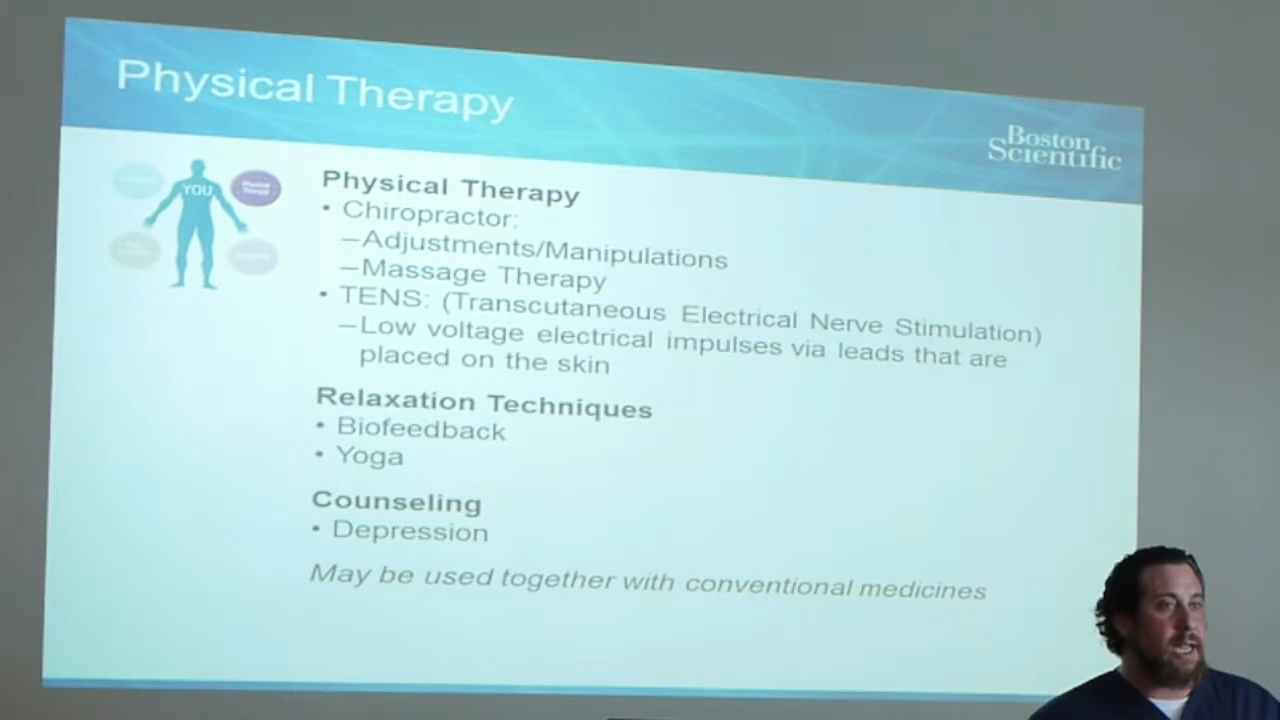 Physical Therapy
Boston
Scientific
YOU
Physical
Therapy
Physical Therapy
• Chiropractor:
–Adjustments/Manipulations
–Massage Therapy
• TENS: (Transcutaneous Electrical Nerve Stimulation)
–Low voltage electrical impulses via leads that are
placed on the skin
Relaxation Techniques
• Biofeedback
• Yoga
Counseling
• Depression
May be used together with conventional medicines